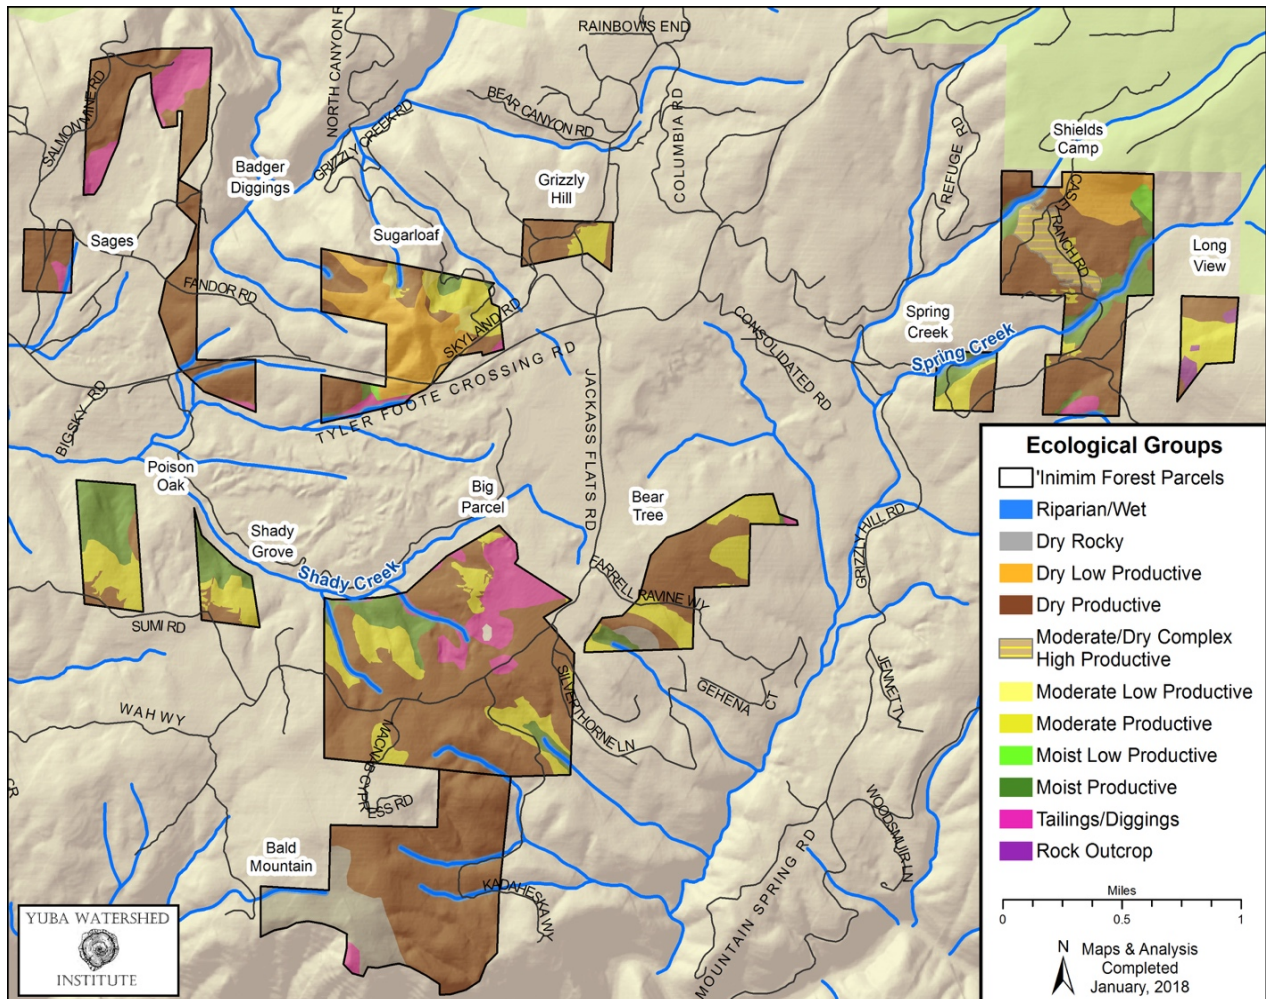 RAINBOWS END
NORTH CANYON R
SALMON MINE RD
GRIZZLY CREEK RD
BEAR CANYON RD
COLUMBIA RD
REFUGE RD
Shields
Camp
Badger
Diggings
Grizzly
Hill
CASTLE RANCH RD
Sages
Sugarloaf
Long
View
FANDOR RD
SKYLAND RD
Spring
Creek
Spring Creek
CONSOLIDATED RD
TYLER FOOTE CROSSING RD
JACKASS FLATS RD
BIGSKY RD
Poison
Oak
Big
Parcel
Bear
Tree
Shady
Grove
Shady Creek
GRIZZLY HILL RD
FARRELL RAVINE WY
SUMI RD
SILVERTHORNE LN
GEHENA CT
JENNETT
WAH WY
MACNAB CYPRESS RD
CR
WOODSMUIR LN
Bald
Mountain
KADAHESKA WY
MOUNTAIN SPRING RD
YUBA WATERSHED
INSTITUTE
Ecological Groups
'Inimim Forest Parcels
Riparian/Wet
Dry Rocky
Dry Low Productive
Dry Productive
Moderate/Dry Complex
High Productive
Moderate Low Productive
Moderate Productive
Moist Low Productive
Moist Productive
Tailings/Diggings
Rock Outcrop
Miles
0 0.5 1
N
Maps & Analysis
Completed
January, 2018